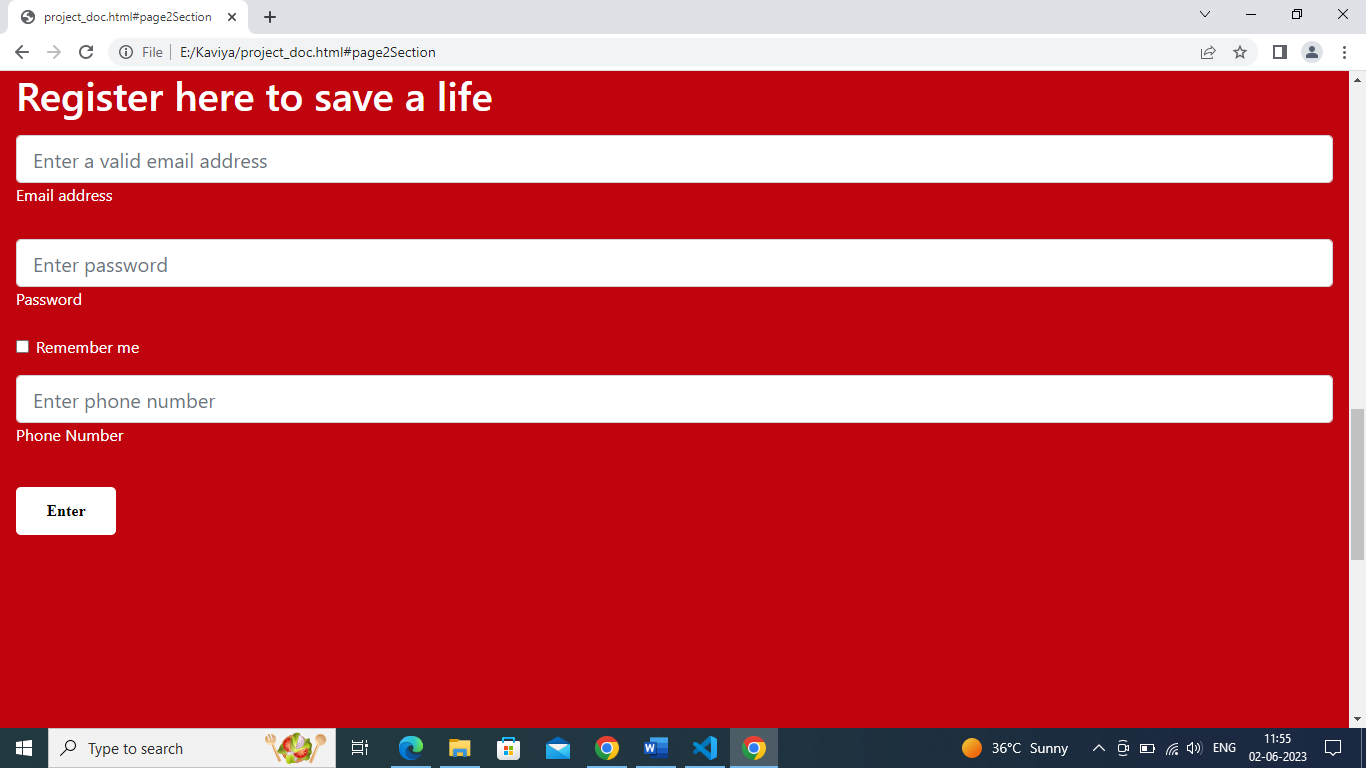 project_doc.html#page2Section
File E:/Kaviya/project_doc.html#page2Section
Register here to save a life
Enter a valid email address
Email address
Enter password
Password
Remember me
Enter phone number
Phone Number
Enter
Type to search
36°C Sunny
ENG
11:55
02-06-2023